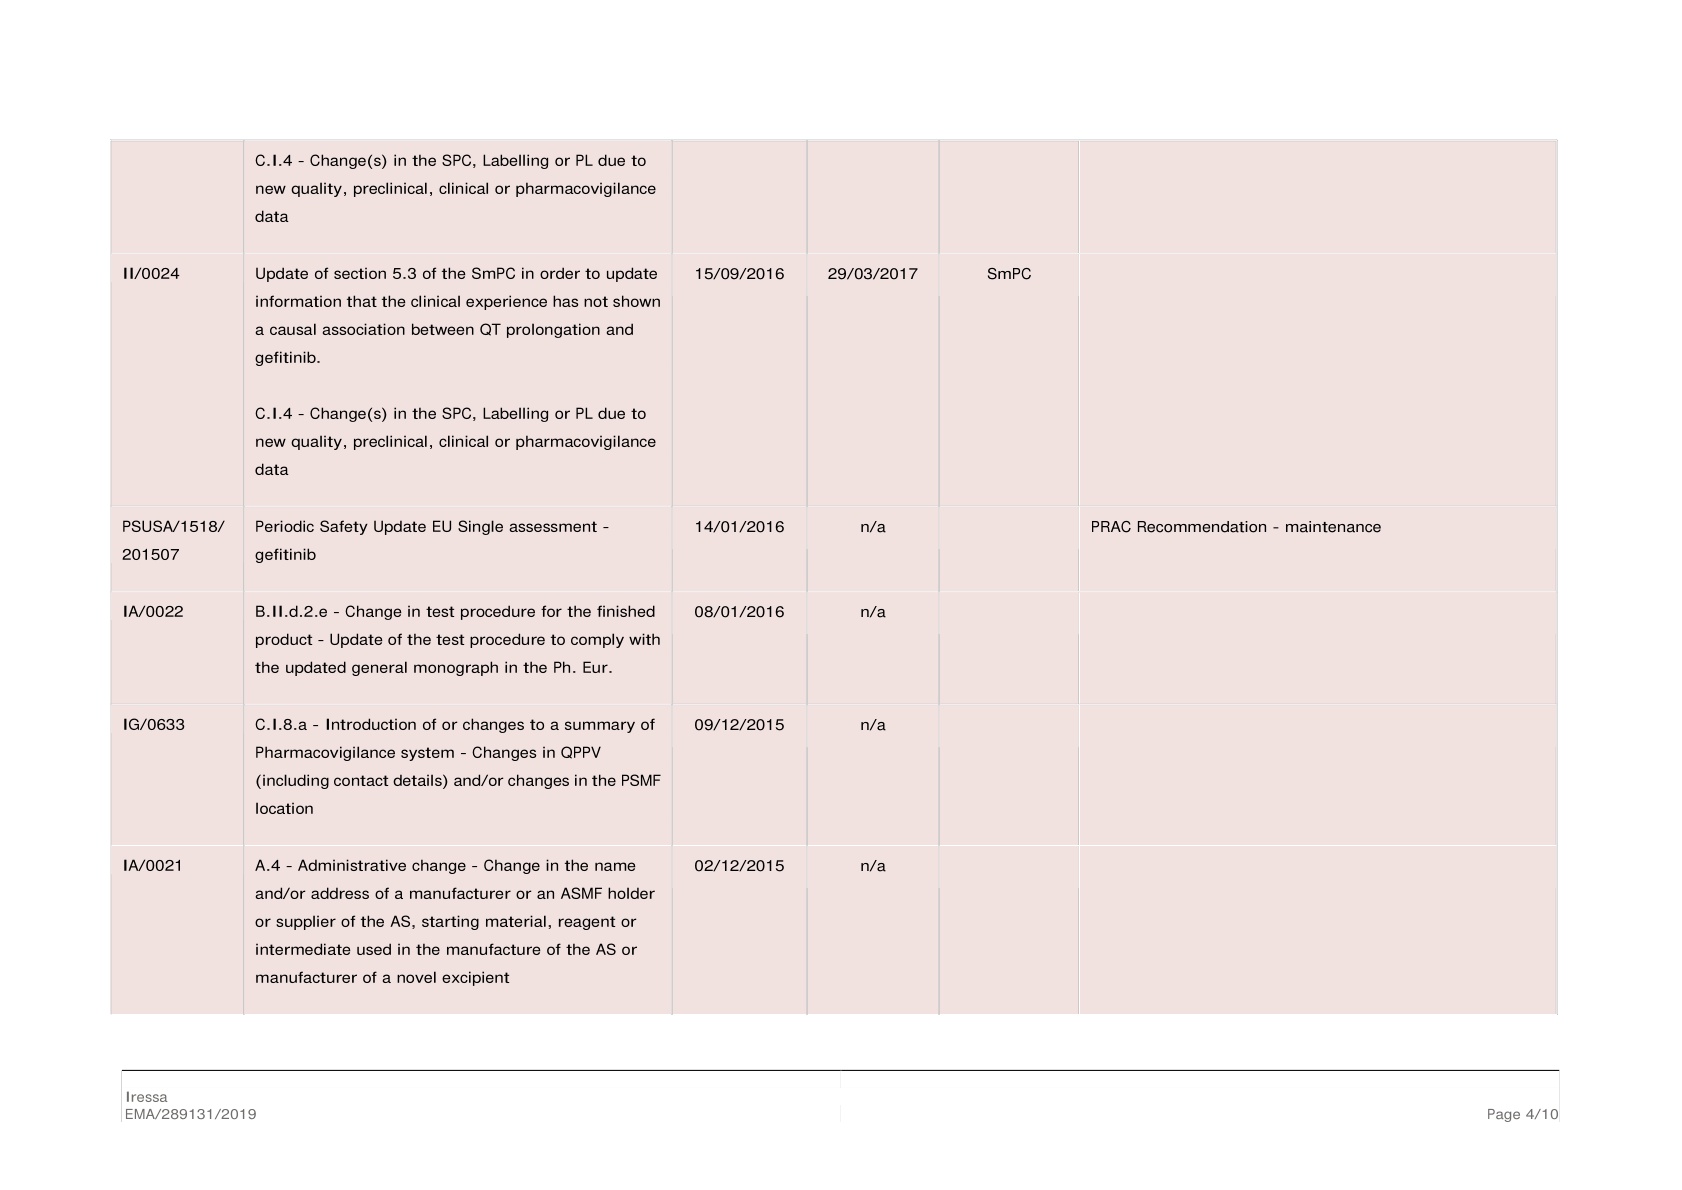 C.I.4 - Change(s) in the SPC, Labelling or PL due to
new quality, preclinical, clinical or pharmacovigilance
data
II/0024
Update of section 5.3 of the SmPC in order to update
information that the clinical experience has not shown
a causal association between QT prolongation and
gefitinib.
C.I.4 - Change(s) in the SPC, Labelling or PL due to
new quality, preclinical, clinical or pharmacovigilance
data
15/09/2016
29/03/2017
SmPC
PSUSA/1518/
201507
Periodic Safety Update EU Single assessment -
gefitinib
14/01/2016
n/a
PRAC Recommendation - maintenance
IA/0022
B.II.d.2.e - Change in test procedure for the finished
product - Update of the test procedure to comply with
the updated general monograph in the Ph. Eur.
08/01/2016
n/a
IG/0633
C.I.8.a - Introduction of or changes to a summary of
Pharmacovigilance system - Changes in QPPV
(including contact details) and/or changes in the PSMF
location
09/12/2015
n/a
IA/0021
A.4 - Administrative change - Change in the name
and/or address of a manufacturer or an ASMF holder
or supplier of the AS, starting material, reagent or
intermediate used in the manufacture of the AS or
manufacturer of a novel excipient
02/12/2015
n/a
Iressa
EMA/289131/2019
Page 4/10